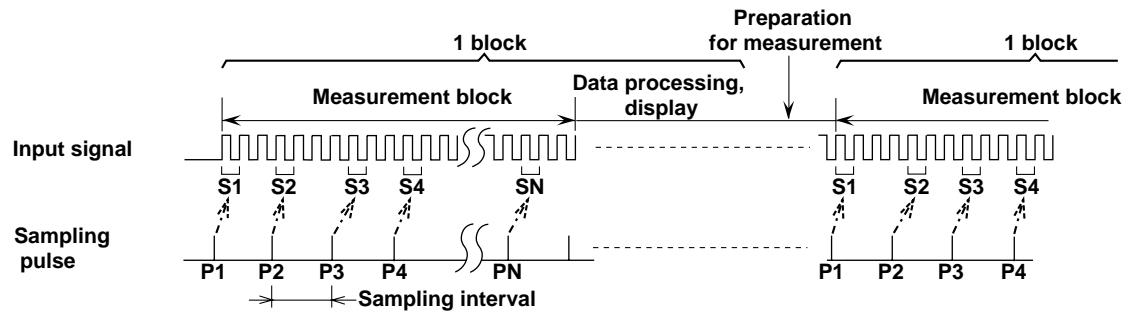 Preparation
for measurement
1 block
1 block
Data processing,
display
Measurement block
Measurement block
Input signal
S1 S2 S3 S4 SN S1 S2 S3 S4
Sampling
pulse
P1 P2 P3 P4 PN P1 P2 P3 P4
Sampling interval